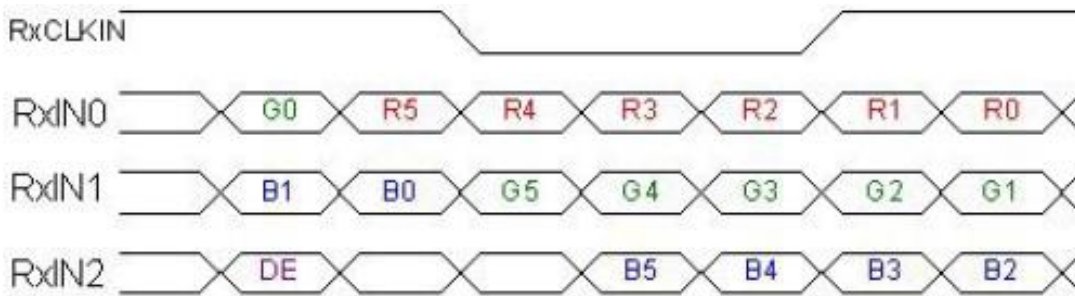 RxCLKIN
RxIN0 G0 R5 R4 R3 R2 R1 R0
RxIN1 B1 B0 G5 G4 G3 G2 G1
RxIN2 DE B5 B4 B3 B2